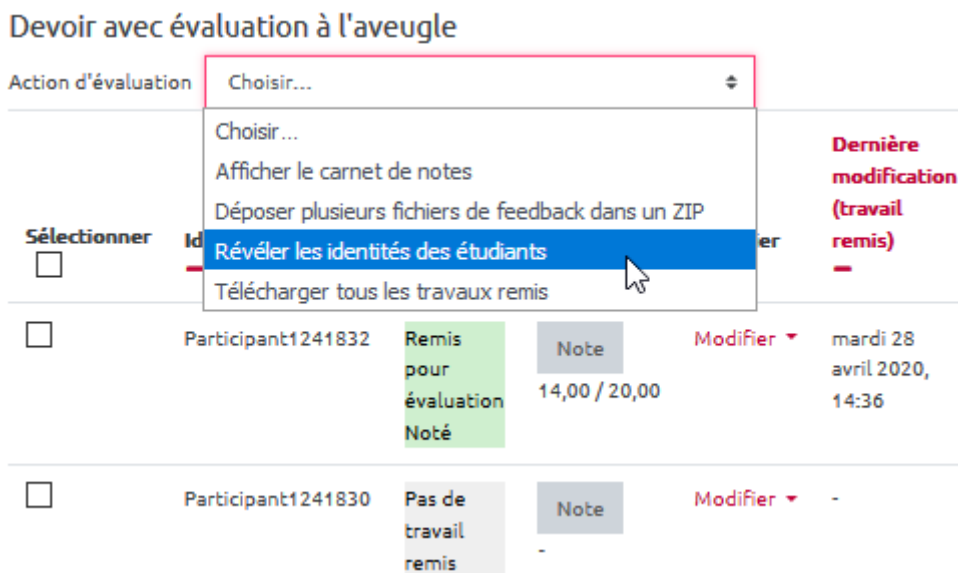 Devoir avec évaluation à l'aveugle
Action d'évaluation Choisir...
Choisir...
Afficher le carnet de notes
Déposer plusieurs fichiers de feedback dans un ZIP
Révéler les identités des étudiants
Télécharger tous les travaux remis
Sélectionner
Dernière
modification
(travail
remis)
Participant1241832
Remis
pour
évaluation
Noté
Note
14,00 / 20,00
Modifier
mardi 28
avril 2020,
14:36
Participant1241830
Pas de
travail
remis
Note
-
Modifier
-